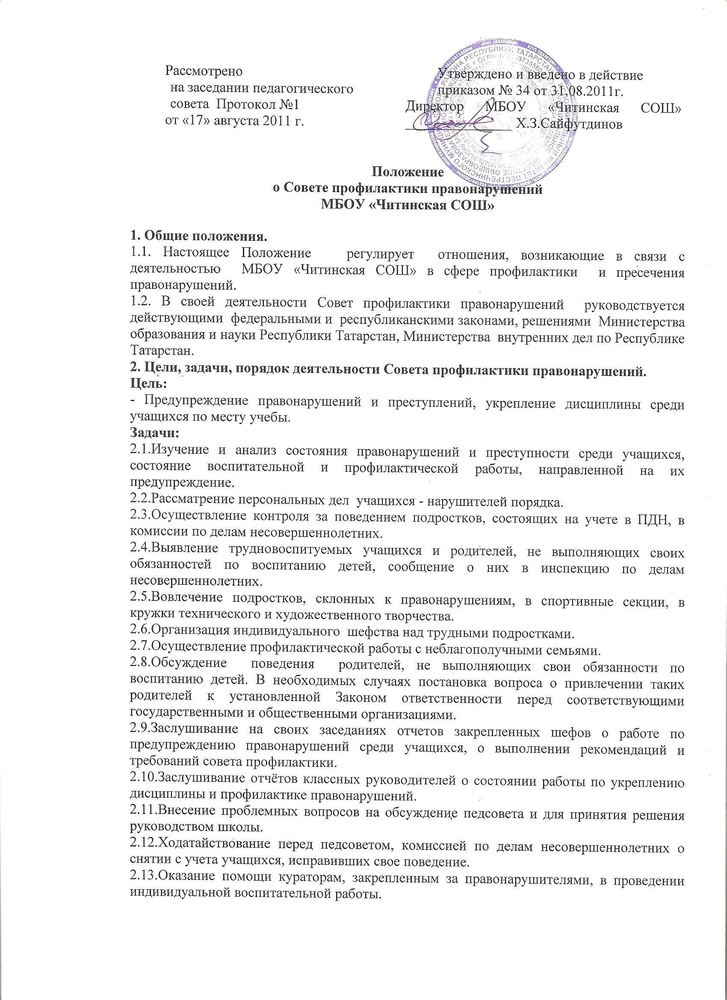 Рассмотрено
на заседании педагогического
совета Протокол №1
от «17» августа 2011 г.
Утверждено и введено в действие
приказом № 34 от 31.08.2011г.
Директор МБОУ «Читинская СОШ»
Х.З.Сайфутдинов
Положение
о Совете профилактики правонарушений
МБОУ «Читинская СОШ»
1. Общие положения.
1.1. Настоящее Положение регулирует отношения, возникающие в связи с
деятельностью МБОУ «Читинская СОШ» в сфере профилактики и пресечения
правонарушений.
1.2. В своей деятельности Совет профилактики правонарушений руководствуется
действующими федеральными и республиканскими законами, решениями Министерства
образования и науки Республики Татарстан, Министерства внутренних дел по Республике
Татарстан.
2. Цели, задачи, порядок деятельности Совета профилактики правонарушений.
Цель:
- Предупреждение правонарушений и преступлений, укрепление дисциплины среди
учащихся по месту учебы.
Задачи:
2.1.Изучение и анализ состояния правонарушений и преступности среди учащихся,
состояние воспитательной и профилактической работы, направленной на их
предупреждение.
2.2.Рассматрение персональных дел учащихся - нарушителей порядка.
2.3.Осуществление контроля за поведением подростков, состоящих на учете в ПДН, в
комиссии по делам несовершеннолетних.
2.4.Выявление трудновоспитуемых учащихся и родителей, не выполняющих своих
обязанностей по воспитанию детей, сообщение о них в инспекцию по делам
несовершеннолетних.
2.5.Вовлечение подростков, склонных к правонарушениям, в спортивные секции, в
кружки технического и художественного творчества.
2.6.Организация индивидуального шефства над трудными подростками.
2.7.Осуществление профилактической работы с неблагополучными семьями.
2.8.Обсуждение поведения родителей, не выполняющих свои обязанности по
воспитанию детей. В необходимых случаях постановка вопроса о привлечении таких
родителей к установленной Законом ответственности перед соответствующими
государственными и общественными организациями.
2.9.Заслушивание на своих заседаниях отчетов закрепленных шефов о работе по
предупреждению правонарушений среди учащихся, о выполнении рекомендаций и
требований совета профилактики.
2.10.Заслушивание отчётов классных руководителей о состоянии работы по укреплению
дисциплины и профилактике правонарушений.
2.11.Внесение проблемных вопросов на обсуждение педсовета и для принятия решения
руководством школы.
2.12.Ходатайствование перед педсоветом, комиссией по делам несовершеннолетних о
снятии с учета учащихся, исправивших свое поведение.
2.13.Оказание помощи кураторам, закрепленным за правонарушителями, в проведении
индивидуальной воспитательной работы.